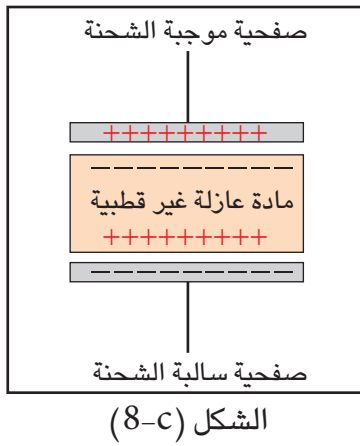 صفحية موجبة الشحنة
+++++++++
— — — — — — — — —
مادة عازلة غير قطبية
+++++++++
— — — — — — — — —
صفحية سالبة الشحنة
الشكل (8-c)